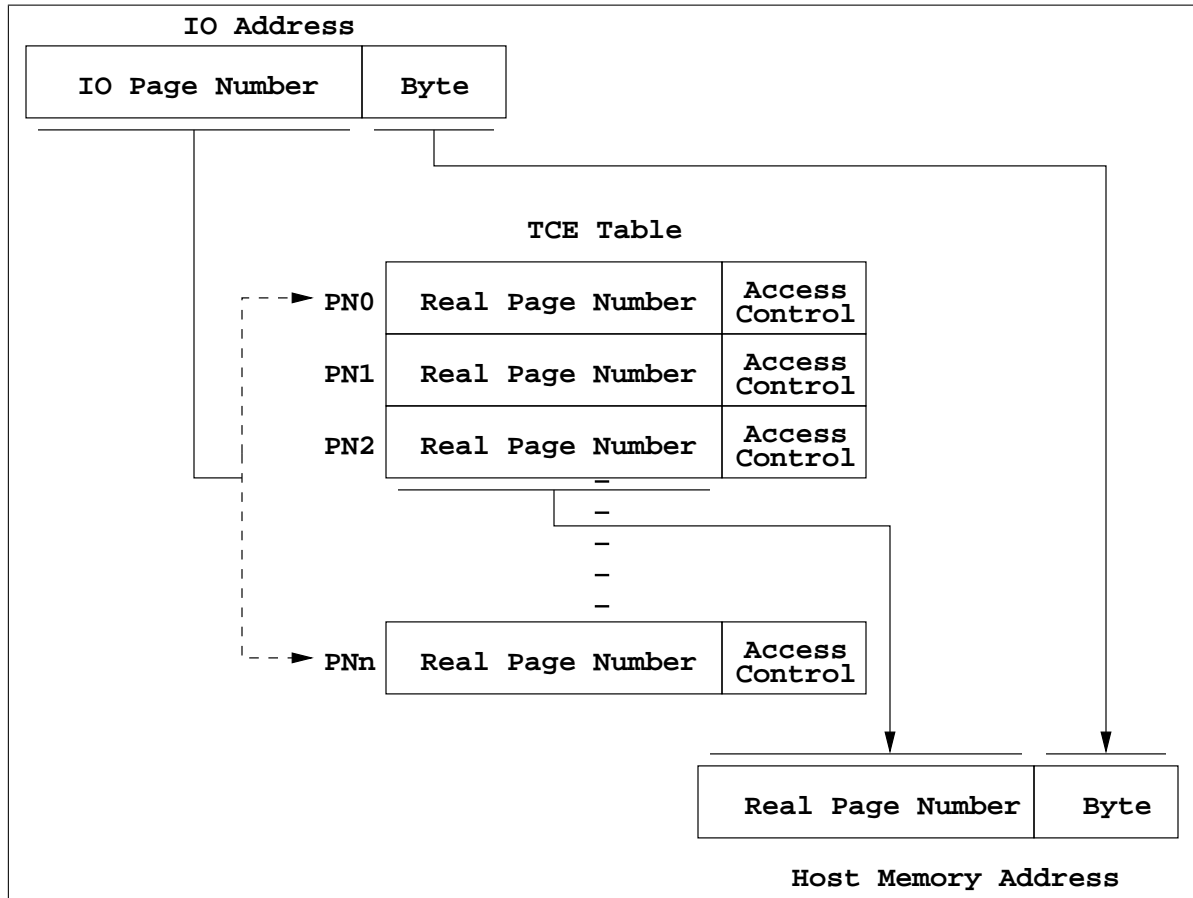 IO Address
IO Page Number Byte
TCE Table
PN0 Real Page Number Access Control
PN1 Real Page Number Access Control
PN2 Real Page Number Access Control
PNn Real Page Number Access Control
Real Page Number Byte
Host Memory Address